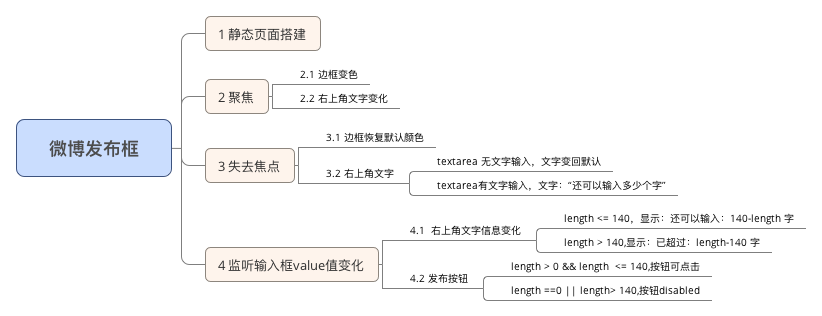 微博发布框
1 静态页面搭建
2 聚焦
2.1 边框变色
2.2 右上角文字变化
3 失去焦点
3.1 边框恢复默认颜色
3.2 右上角文字
textarea 无文字输入，文字变回默认
textarea有文字输入，文字：“还可以输入多少个字”
4 监听输入框value值变化
4.1  右上角文字信息变化
length <= 140，显示：还可以输入：140-length 字
length > 140,显示：已超过：length-140 字
4.2 发布按钮
length > 0 && length  <= 140,按钮可点击
length ==0 || length> 140,按钮disabled